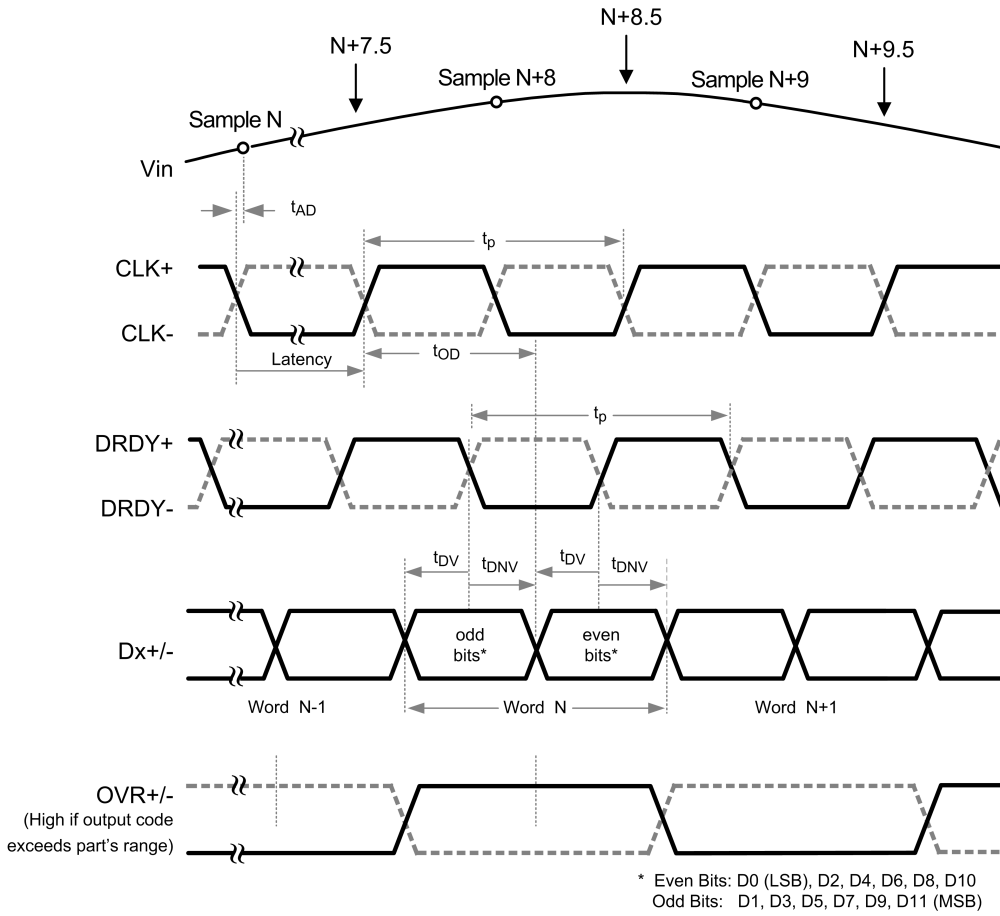 N+8.5
N+7.5
N+9.5
Sample N+8
Sample N+9
Sample N
Vin
tAD
tp
CLK+
CLK-
tOD
Latency
tp
DRDY+
DRDY-
tDV
tDNV
tDV
tDNV
odd
bits*
even
bits*
Dx+/-
Word N-1
Word N
Word N+1
OVR+/-
(High if output code
exceeds part's range)
* Even Bits: D0 (LSB), D2, D4, D6, D8, D10
Odd Bits: D1, D3, D5, D7, D9, D11 (MSB)